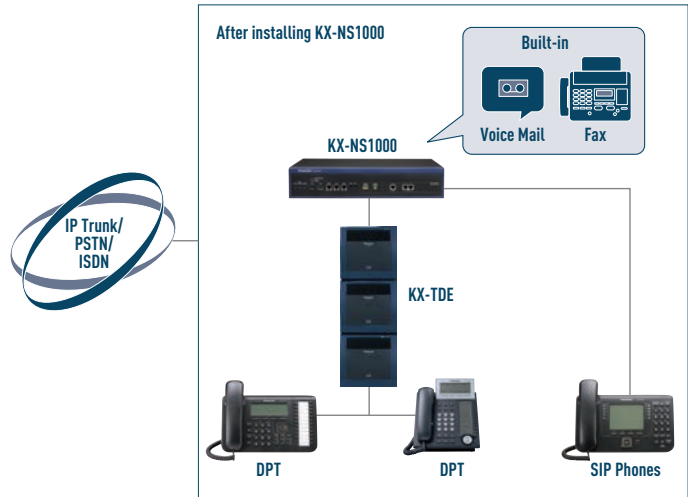 After installing KX-NS1000
Built-in
Voice Mail
Fax
KX-NS1000
IP Trunk/
PSTN/
ISDN
KX-TDE
DPT
DPT
SIP Phones